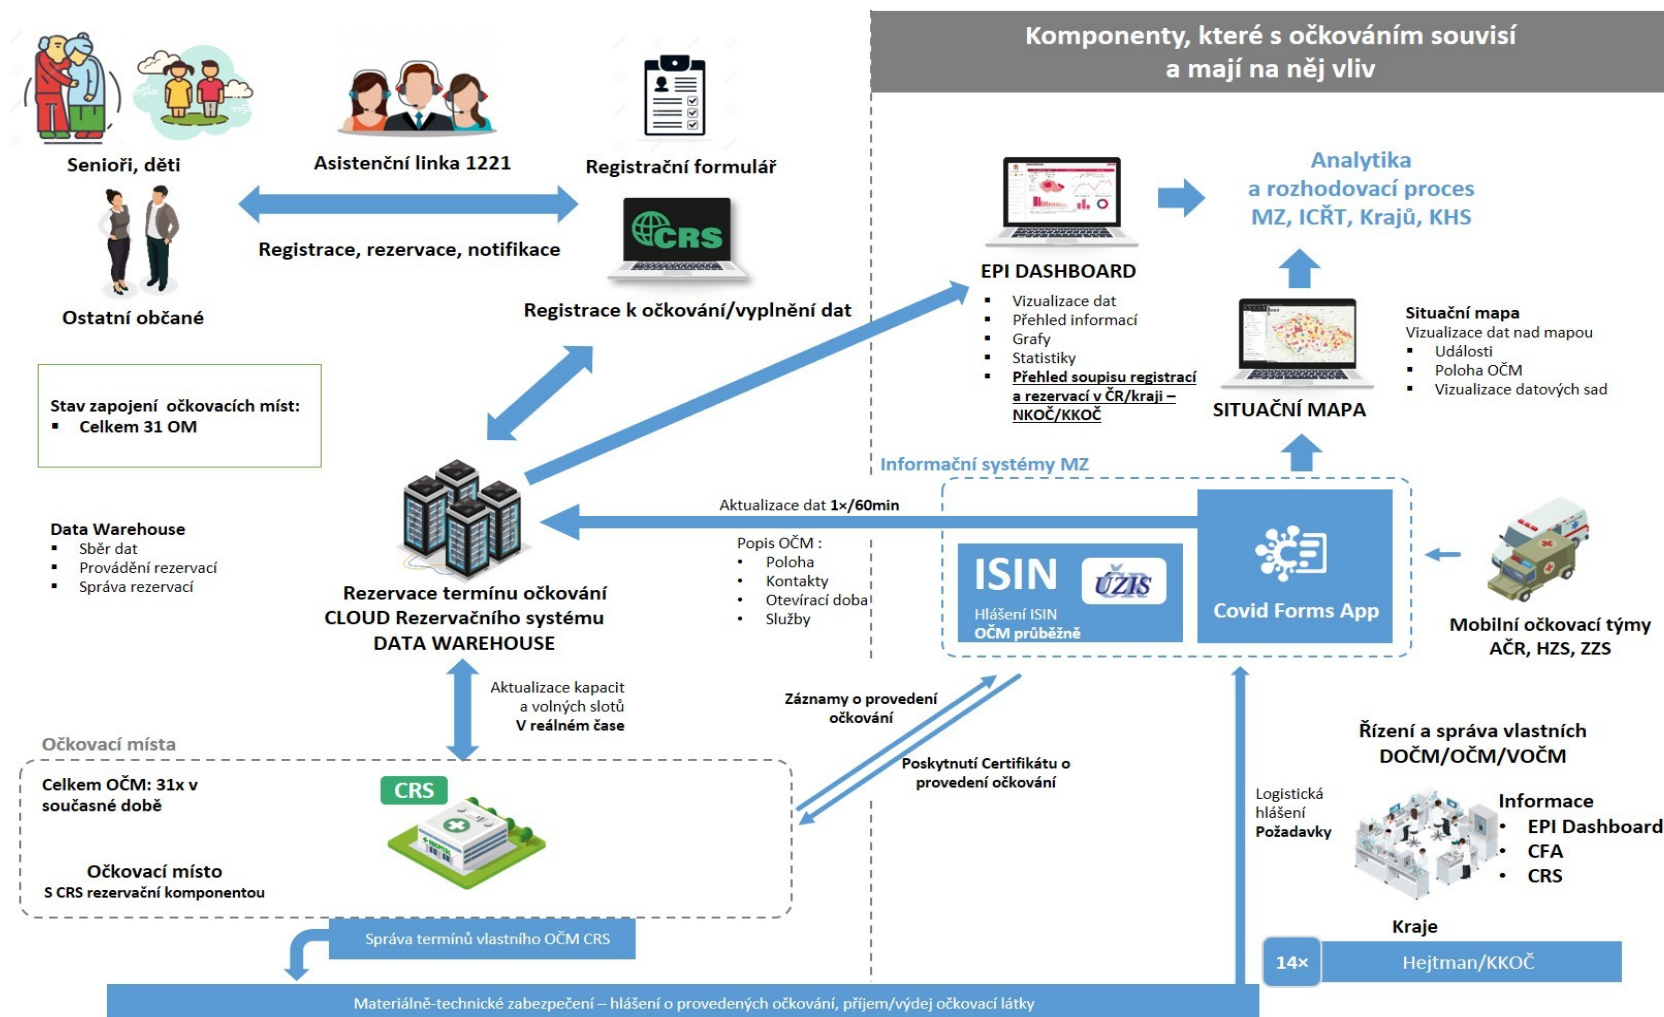 Komponenty, které s očkováním souvisí
a mají na něj vliv
Senioři, děti
Asistenční linka 1221
Registrační formulář
CRS
Registrace, rezervace, notifikace
Ostatní občané
Registrace k očkování/vyplnění dat
EPI DASHBOARD
Vizualizace dat
Přehled informací
Grafy
Statistiky
Přehled soupisu registrací
a rezervací v ČR/kraji –
NKOČ/KKOČ
Analytika
a rozhodovací proces
MZ, ICŘT, Krajů, KHS
SITUAČNÍ MAPA
Situační mapa
Vizualizace dat nad mapou
Události
Poloha OČM
Vizualizace datových sad
Stav zapojení očkovacích míst:
Celkem 31 OM
Data Warehouse
Sběr dat
Provádění rezervací
Správa rezervací
Rezervace termínu očkování
CLOUD Rezervačního systému
DATA WAREHOUSE
Aktualizace dat 1×/60min
Popis OČM :
Poloha
Kontakty
Otevírací doba
Služby
Informační systémy MZ
ISIN
ÚZIS
Hlášení ISIN
OČM průběžně
Covid Forms App
Mobilní očkovací týmy
AČR, HZS, ZZS
Aktualizace kapacit
a volných slotů
V reálném čase
Záznamy o provedení
očkování
Poskytnutí Certifikátu o
provedení očkování
Očkovací místa
Celkem OČM: 31x v
současné době
CRS
HOSPITAL
Očkovací místo
S CRS rezervační komponentou
Řízení a správa vlastních
DOČM/OČM/VOČM
Logistická
hlášení
Požadavky
Informace
EPI Dashboard
CFA
CRS
Kraje
14×
Hejtman/KKOČ
Správa termínů vlastního OČM CRS
Materiálně-technické zabezpečení – hlášení o provedených očkování, příjem/výdej očkovací látky